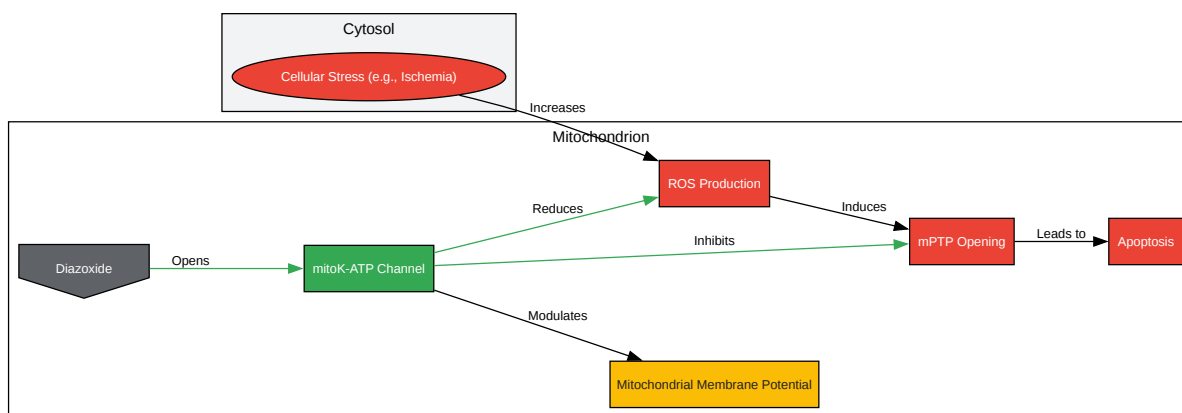 Cytosol
Cellular Stress (e.g., Ischemia)
Increases
Mitochondrion
ROS Production
Reduces
Induces
Inhibits
mPTP Opening
Leads to
Apoptosis
Diazoxide
Opens
mitoK-ATP Channel
Modulates
Mitochondrial Membrane Potential